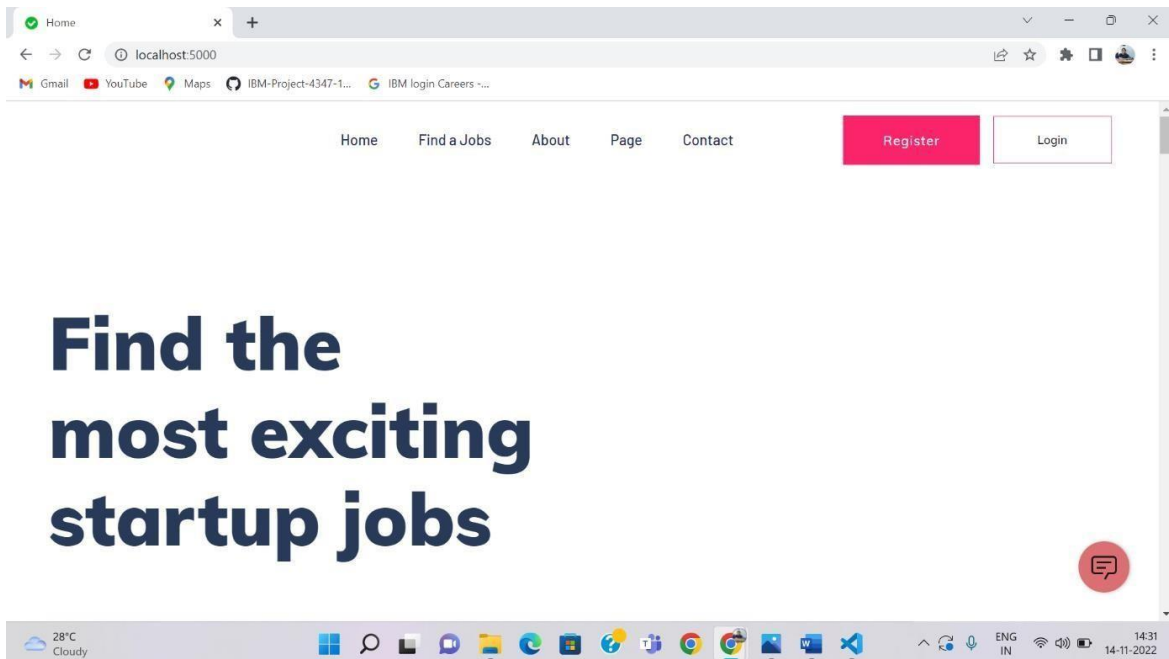 Home
localhost:5000
Gmail YouTube Maps IBM-Project-4347-1... IBM login Careers -...
Home Find a Jobs About Page Contact Register Login
Find the
most exciting
startup jobs
28°C
Cloudy
ENG
IN
14:31
14-11-2022